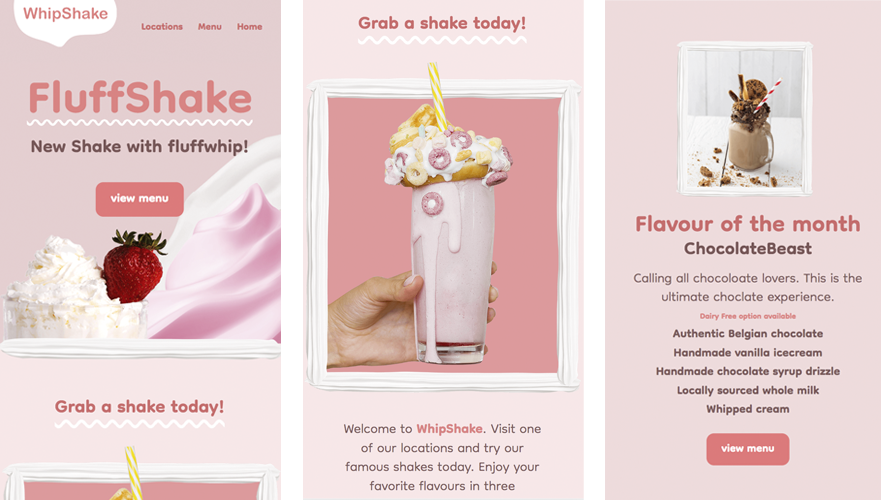 WhipShake
Locations Menu Home
FluffShake
New Shake with fluffwhip!
view menu
Grab a shake today!
Grab a shake today!
Welcome to WhipShake. Visit one
of our locations and try our
famous shakes today. Enjoy your
favorite flavours in three
Flavour of the month
ChocolateBeast
Calling all chocoloate lovers. This is the
ultimate choclate experience.
Dairy Free option available
Authentic Belgian chocolate
Handmade vanilla icecream
Handmade chocolate syrup drizzle
Locally sourced whole milk
Whipped cream
view menu